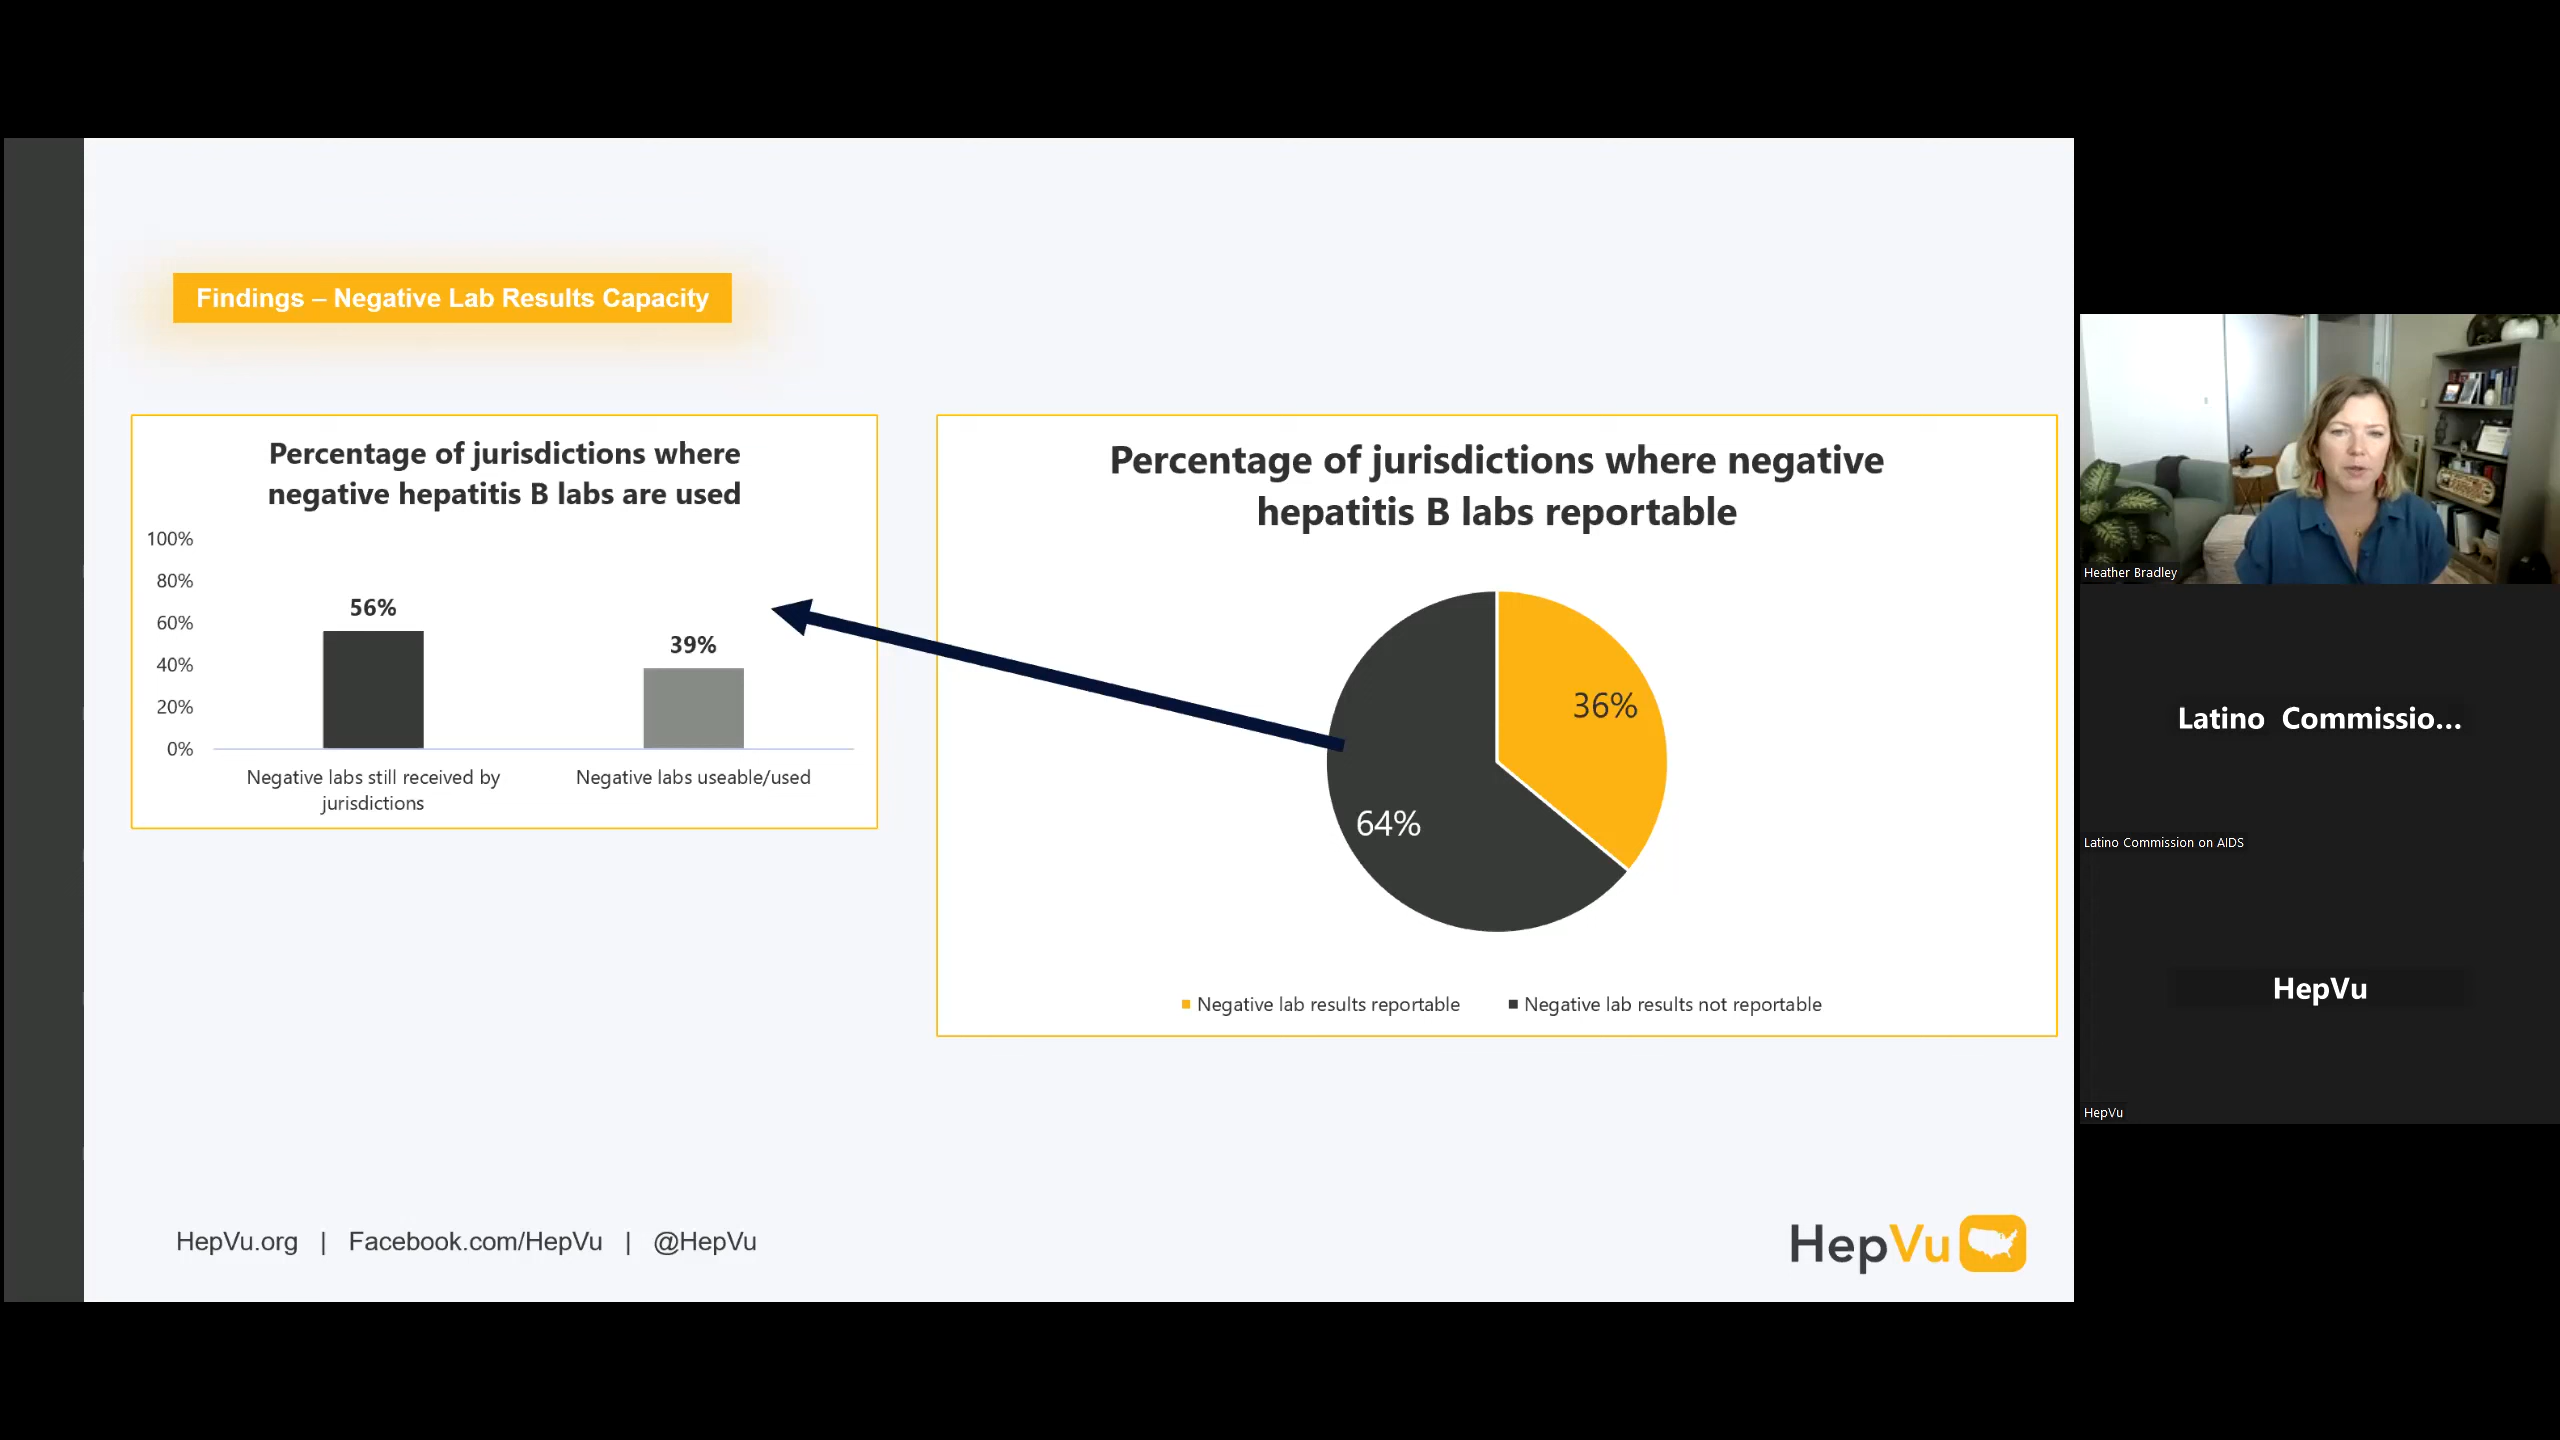 Findings – Negative Lab Results Capacity
Percentage of jurisdictions where
negative hepatitis B labs are used
100%
80%
60%
40%
20%
0%
56%
39%
Negative labs still received by
jurisdictions
Negative labs useable/used
Percentage of jurisdictions where negative
hepatitis B labs reportable
36%
64%
Negative lab results reportable
Negative lab results not reportable
HepVu.org | Facebook.com/HepVu | @HepVu
HepVu
Heather Bradley
Latino Commissio...
Latino Commission on AIDS
HepVu
HepVu